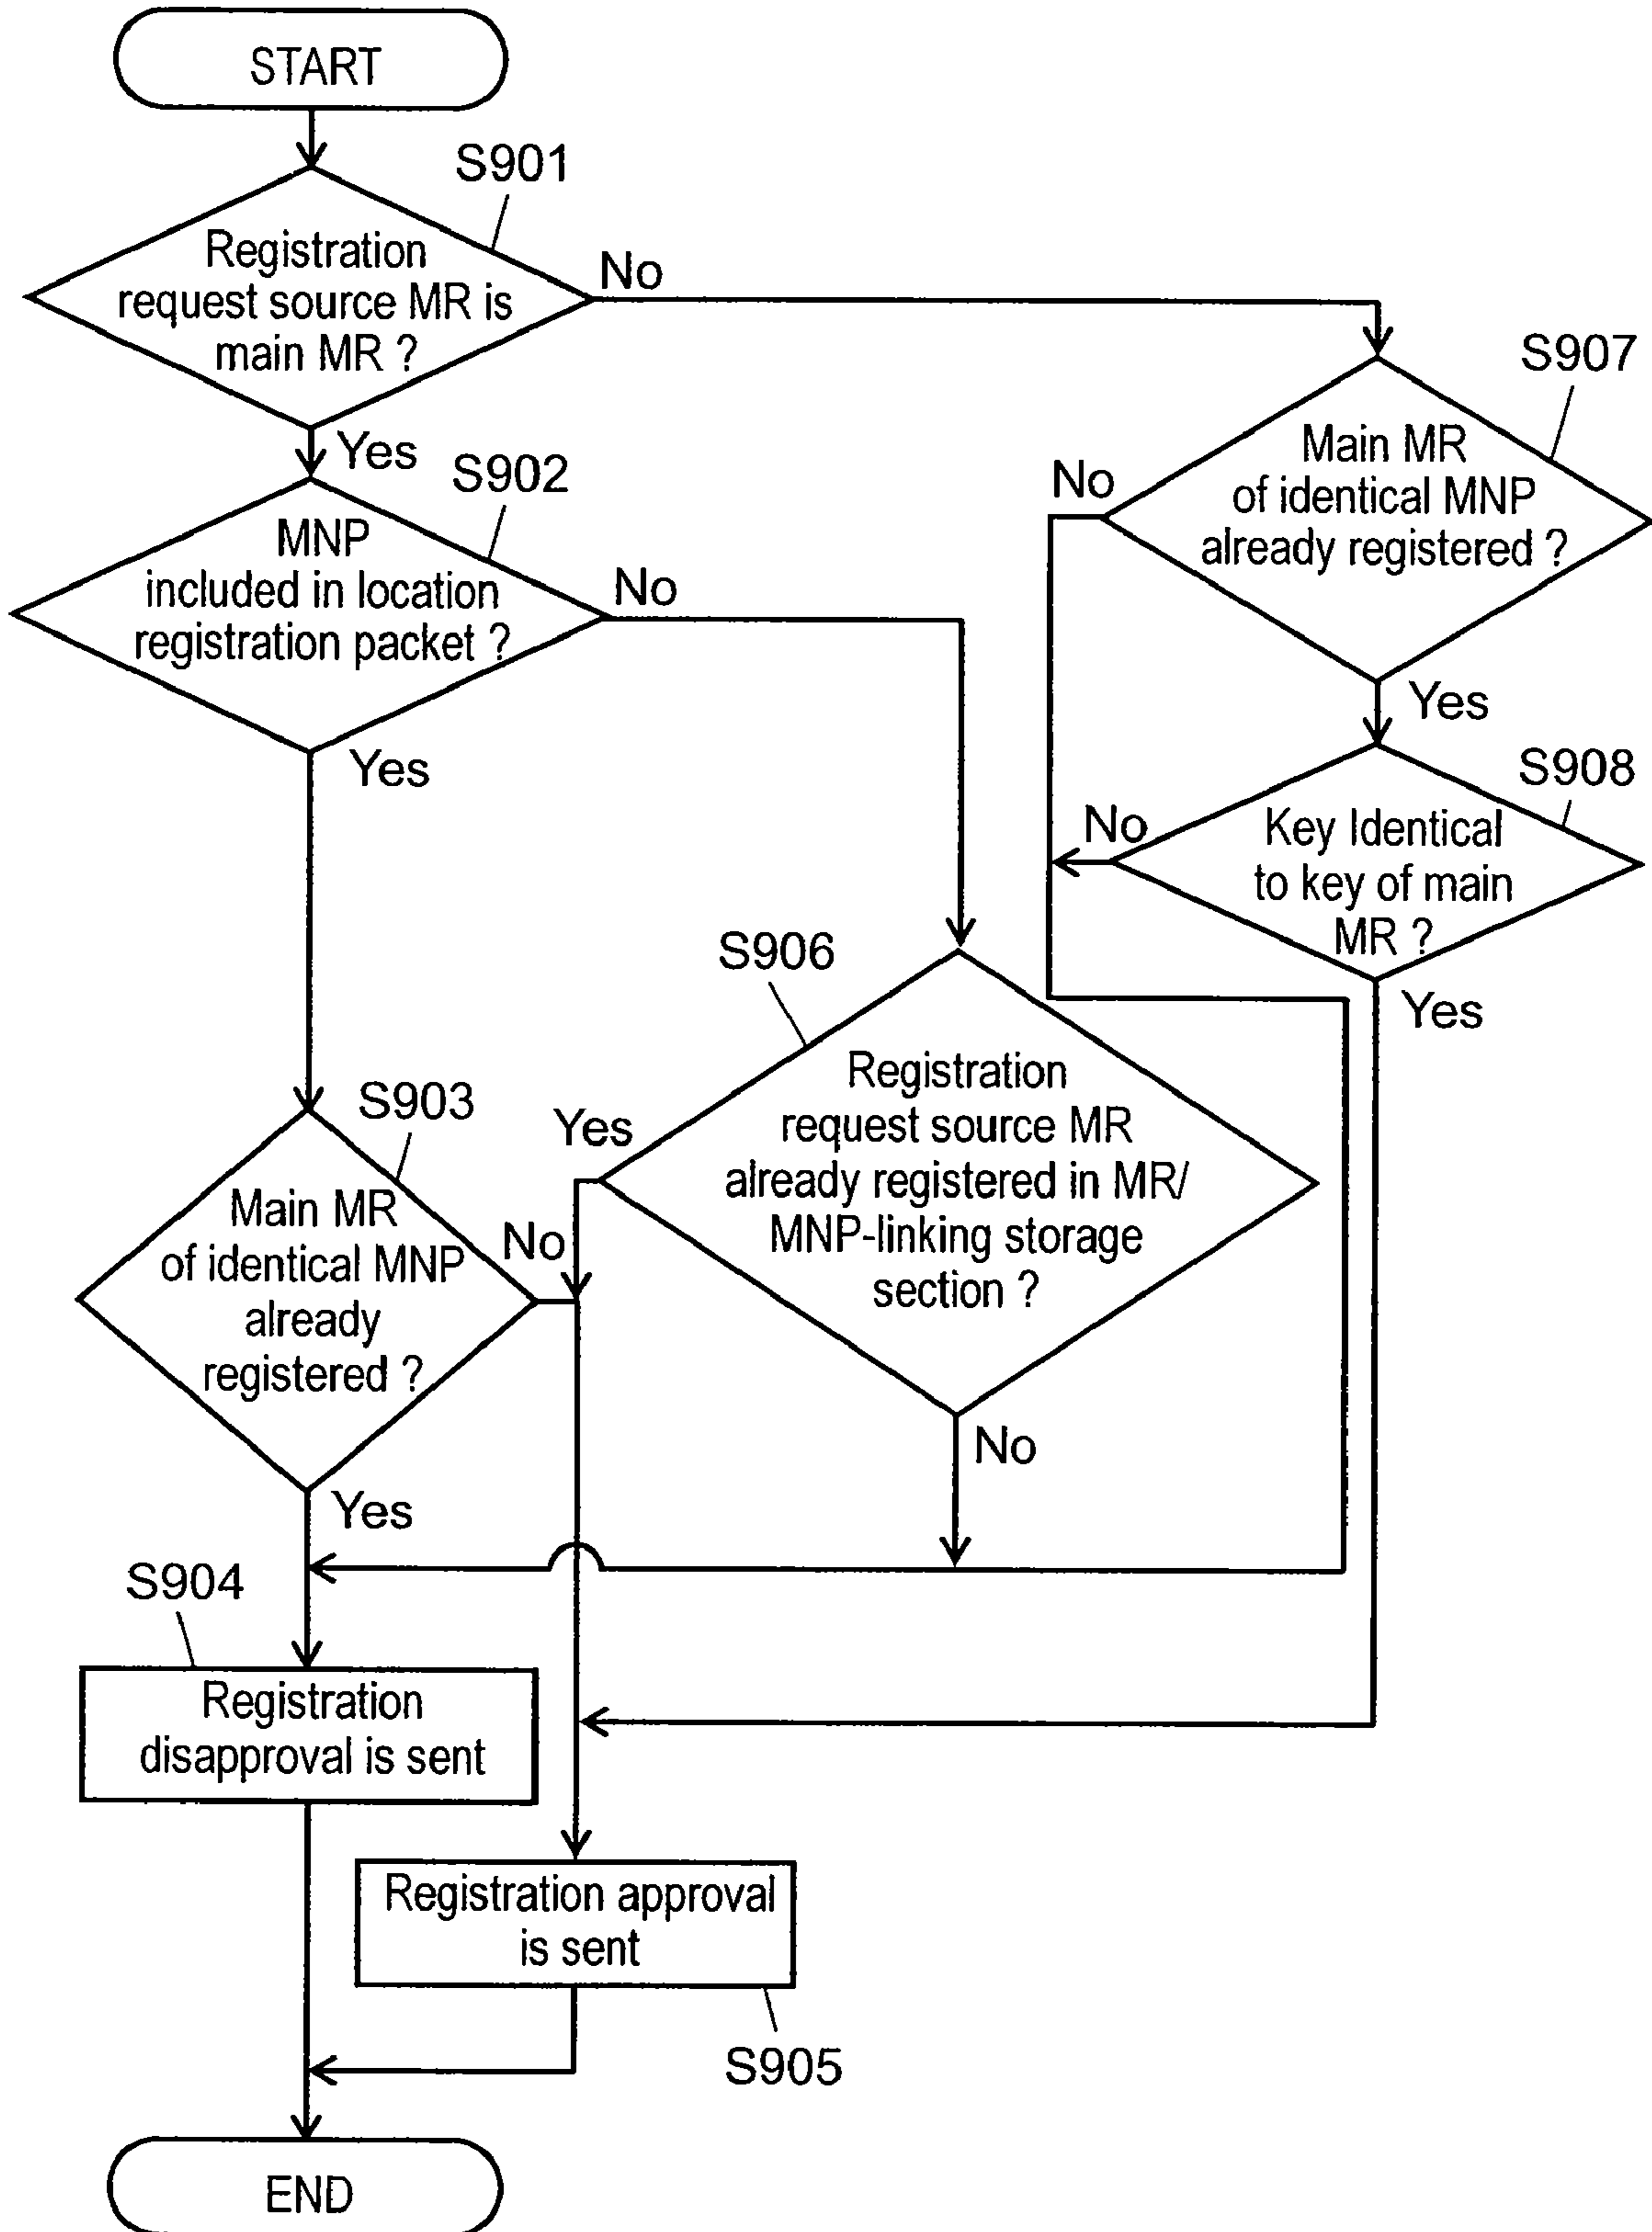 START
S901
Registration
request source MR is
main MR ?
No
Yes
S907
Main MR
of identical MNP
already registered ?
No
Yes
S902
MNP
included in location
registration packet ?
No
Yes
S908
Key Identical
to key of main
MR ?
No
Yes
S906
Registration
request source MR
already registered in MR/
MNP-linking storage
section ?
Yes
No
S903
Main MR
of identical MNP
already
registered ?
No
Yes
S904
Registration
disapproval is sent
Registration approval
is sent
S905
END